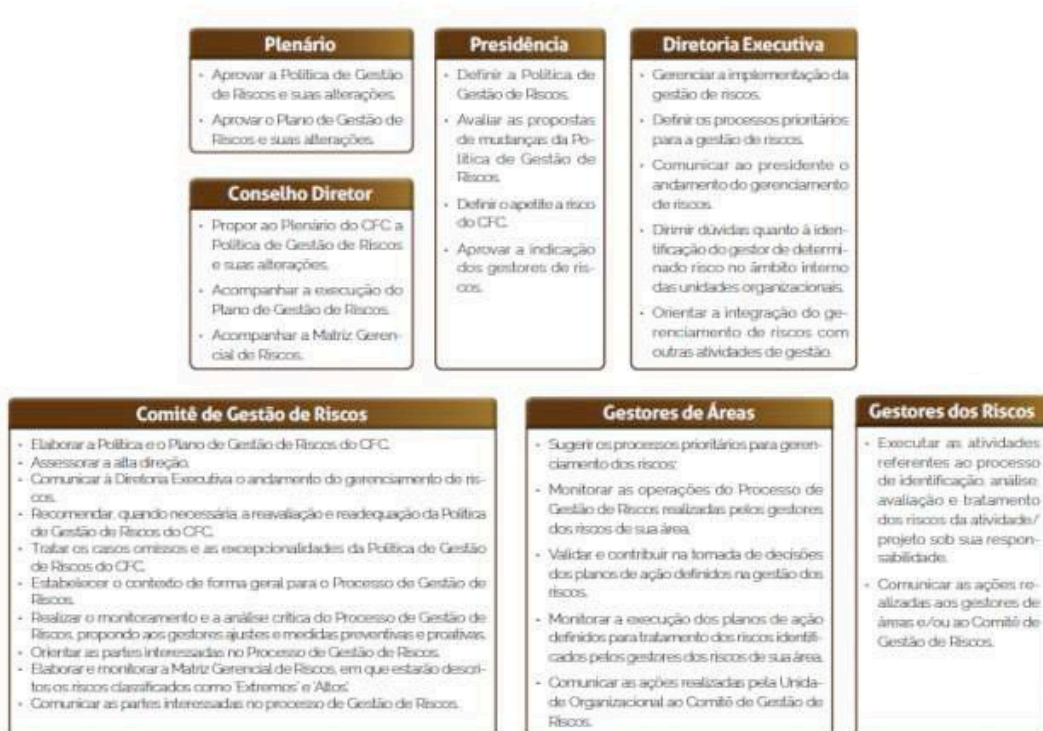 Plenário
• Aprovar a Política de Gestão
de Riscos e suas alterações.
• Aprovar o Plano de Gestão de
Riscos e suas alterações.
Conselho Diretor
• Propor ao Plenário do CFC a
Política de Gestão de Riscos
e suas alterações.
• Acompanhar a execução do
Plano de Gestão de Riscos.
• Acompanhar a Matriz Geren-
cial de Riscos.
Presidência
• Definir a Política de
Gestão de Riscos.
• Avaliar as propostas
de mudanças da Po-
lítica de Gestão de
Riscos.
• Definir o apetite a risco
do CFC.
• Aprovar a indicação
dos gestores de ris-
cos.
Diretoria Executiva
• Gerenciar a implementação da
gestão de riscos.
• Definir os processos prioritários
para a gestão de riscos.
• Comunicar ao presidente o
andamento do gerenciamento
de riscos.
• Dirimir dúvidas quanto à iden-
tificação do gestor de determi-
nado risco no âmbito interno
das unidades organizacionais.
• Orientar a integração do ge-
renciamento de riscos com
outras atividades de gestão.
Comitê de Gestão de Riscos
• Elaborar a Política e o Plano de Gestão de Riscos do CFC.
• Assessorar a alta direção.
• Comunicar à Diretoria Executiva o andamento do gerenciamento de ris-
cos.
• Recomendar, quando necessária, a reavaliação e readequação da Política
de Gestão de Riscos do CFC.
• Tratar os casos omissos e as excepcionalidades da Política de Gestão
de Riscos do CFC.
• Estabelecer o contexto de forma geral para o Processo de Gestão de
Riscos.
• Realizar o monitoramento e a análise crítica do Processo de Gestão de
Riscos, propondo aos gestores ajustes e medidas preventivas e proativas.
• Orientar as partes interessadas no Processo de Gestão de Riscos.
• Elaborar e monitorar a Matriz Gerencial de Riscos, em que estarão descri-
tos os riscos classificados como 'Extremos' e 'Altos'.
• Comunicar as partes interessadas no processo de Gestão de Riscos.
Gestores de Áreas
• Sugerir os processos prioritários para geren-
ciamento dos riscos;
• Monitorar as operações do Processo de
Gestão de Riscos realizadas pelos gestores
dos riscos de sua área.
• Validar e contribuir na tomada de decisões
dos planos de ação definidos na gestão dos
riscos.
• Monitorar a execução dos planos de ação
definidos para tratamento dos riscos identifi-
cados pelos gestores dos riscos de sua área.
• Comunicar as ações realizadas pela Unida-
de Organizacional ao Comitê de Gestão de
Riscos.
Gestores dos Riscos
• Executar as atividades
referentes ao processo
de identificação, análise,
avaliação e tratamento
dos riscos da atividade/
projeto sob sua respon-
sabilidade.
• Comunicar as ações re-
alizadas aos gestores de
áreas e/ou ao Comitê de
Gestão de Riscos.